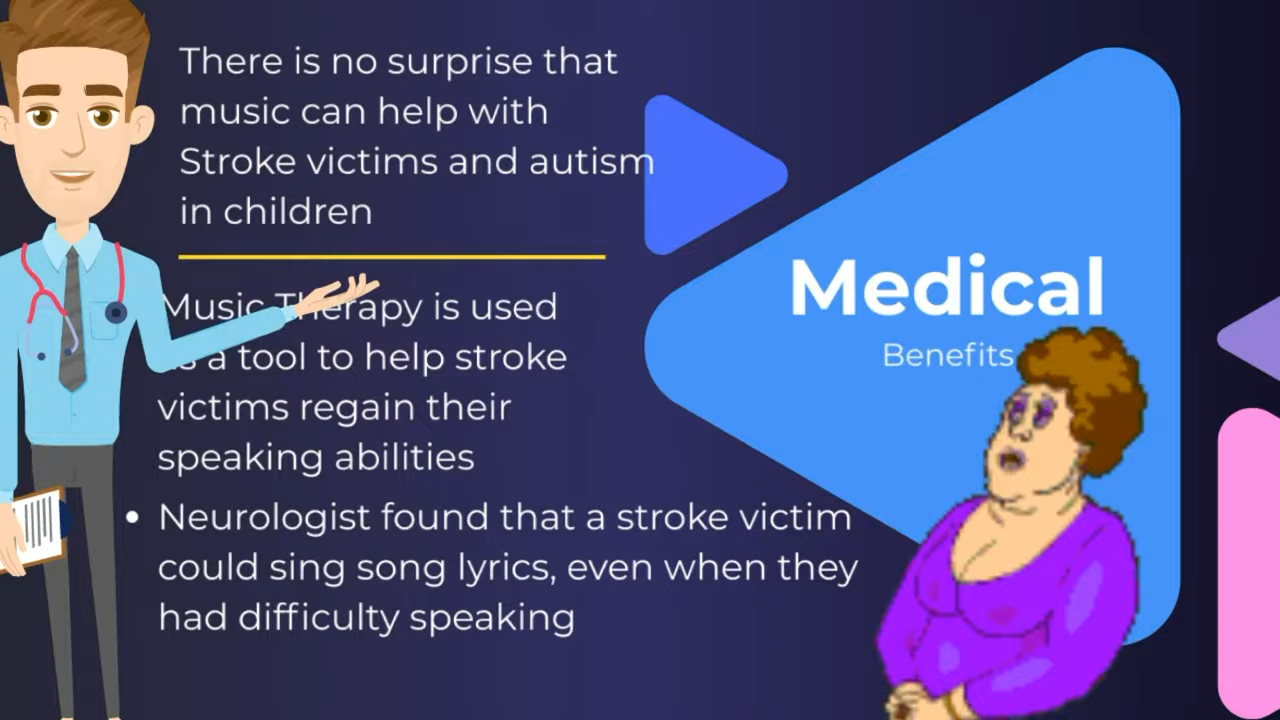 There is no surprise that
music can help with
Stroke victims and autism
in children
Music Therapy is used
as a tool to help stroke
victims regain their
speaking abilities
• Neurologist found that a stroke victim
could sing song lyrics, even when they
had difficulty speaking
Medical
Benefits